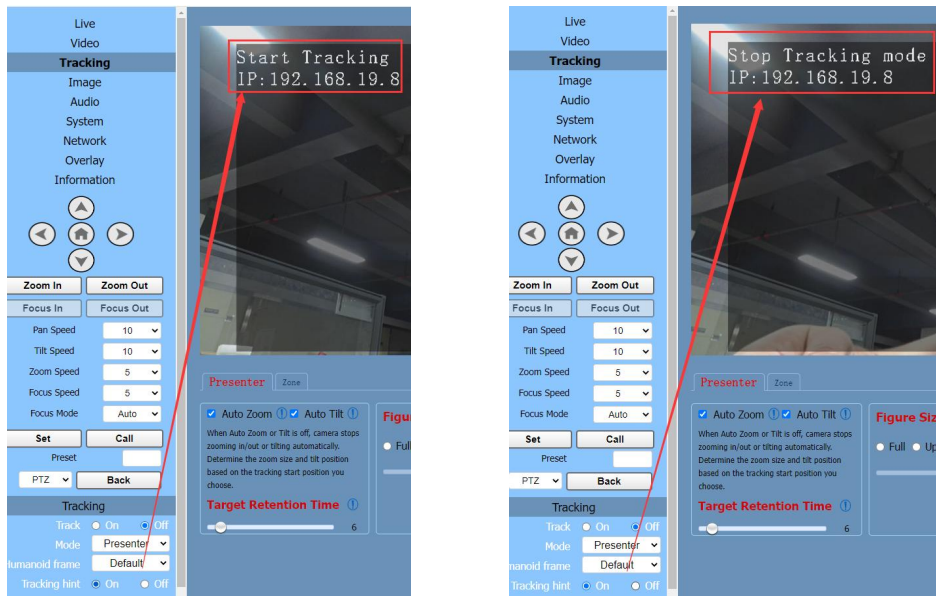 Live
Video
Tracking
Image
Audio
System
Network
Overlay
Information
Zoom In Zoom Out
Focus In Focus Out
Pan Speed 10
Tilt Speed 10
Zoom Speed 5
Focus Speed 5
Focus Mode Auto
Set Call
Preset
PTZ Back
Tracking
Track On Off
Mode Presenter
umanoid frame Default
Tracking hint On Off
Start Tracking
IP:192.168.19.8
Presenter Zone
Auto Zoom Auto Tilt
When Auto Zoom or Tilt is off, camera stops
zooming in/out or tilting automatically.
Determine the zoom size and tilt position
based on the tracking start position you
choose.
Target Retention Time
6
Figu
Ful
Live
Video
Tracking
Image
Audio
System
Network
Overlay
Information
Zoom In Zoom Out
Focus In Focus Out
Pan Speed 10
Tilt Speed 10
Zoom Speed 5
Focus Speed 5
Focus Mode Auto
Set Call
Preset
PTZ Back
Tracking
Track On Off
Mode Presenter
manoid frame Default
Tracking hint On Off
Stop Tracking mode
IP:192.168.19.8
Presenter Zone
Auto Zoom Auto Tilt
When Auto Zoom or Tilt is off, camera stops
zooming in/out or tilting automatically.
Determine the zoom size and tilt position
based on the tracking start position you
choose.
Target Retention Time
6
Figure Siz
Full Up